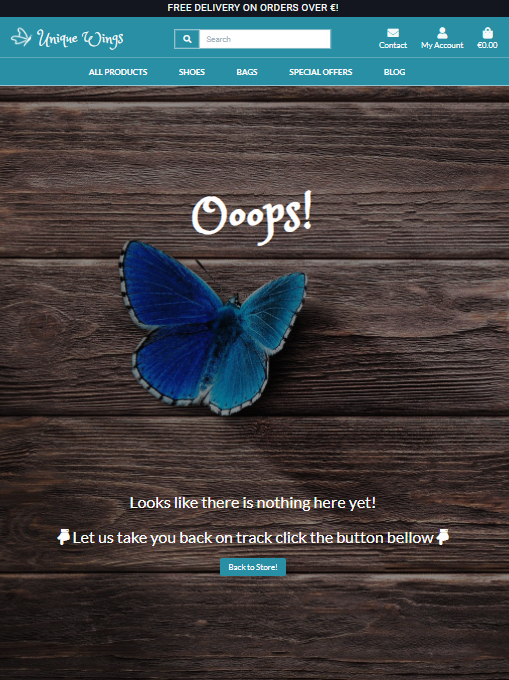 FREE DELIVERY ON ORDERS OVER €!
Unique Wings
Search
Contact
My Account
€0.00
ALL PRODUCTS
SHOES
BAGS
SPECIAL OFFERS
BLOG
Ooops!
Looks like there is nothing here yet!
Let us take you back on track click the button bellow
Back to Store!